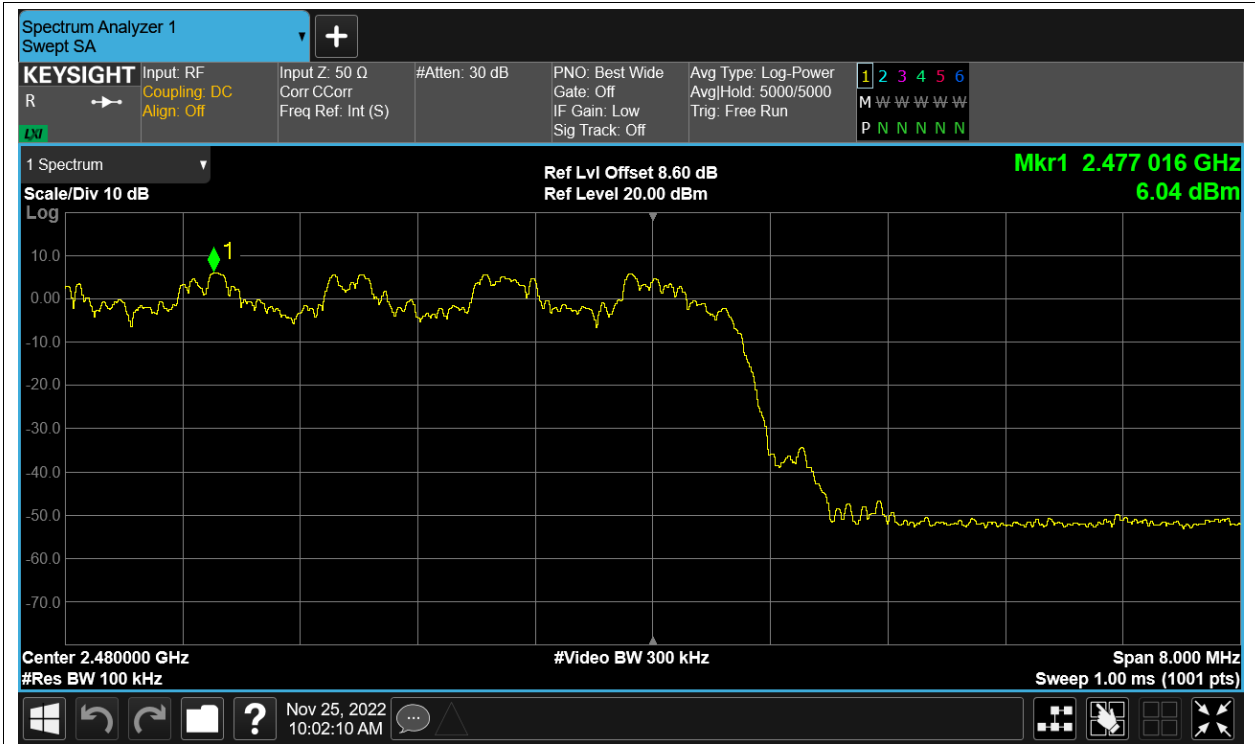 Spectrum Analyzer 1
Swept SA
KEYSIGHT
R
LXI
Input: RF
Coupling: DC
Align: Off
Input Z: 50 Ω
Corr CCorr
Freq Ref: Int (S)
#Atten: 30 dB
PNO: Best Wide
Gate: Off
IF Gain: Low
Sig Track: Off
Avg Type: Log-Power
Avg|Hold: 5000/5000
Trig: Free Run
1 2 3 4 5 6
M W W W W W
P N N N N N
1 Spectrum
Scale/Div 10 dB
Log
Ref Lvl Offset 8.60 dB
Ref Level 20.00 dBm
Mkr1 2.477 016 GHz
6.04 dBm
1
10.0
0.00
-10.0
-20.0
-30.0
-40.0
-50.0
-60.0
-70.0
Center 2.480000 GHz
#Video BW 300 kHz
Span 8.000 MHz
#Res BW 100 kHz
Sweep 1.00 ms (1001 pts)
?
Nov 25, 2022
10:02:10 AM